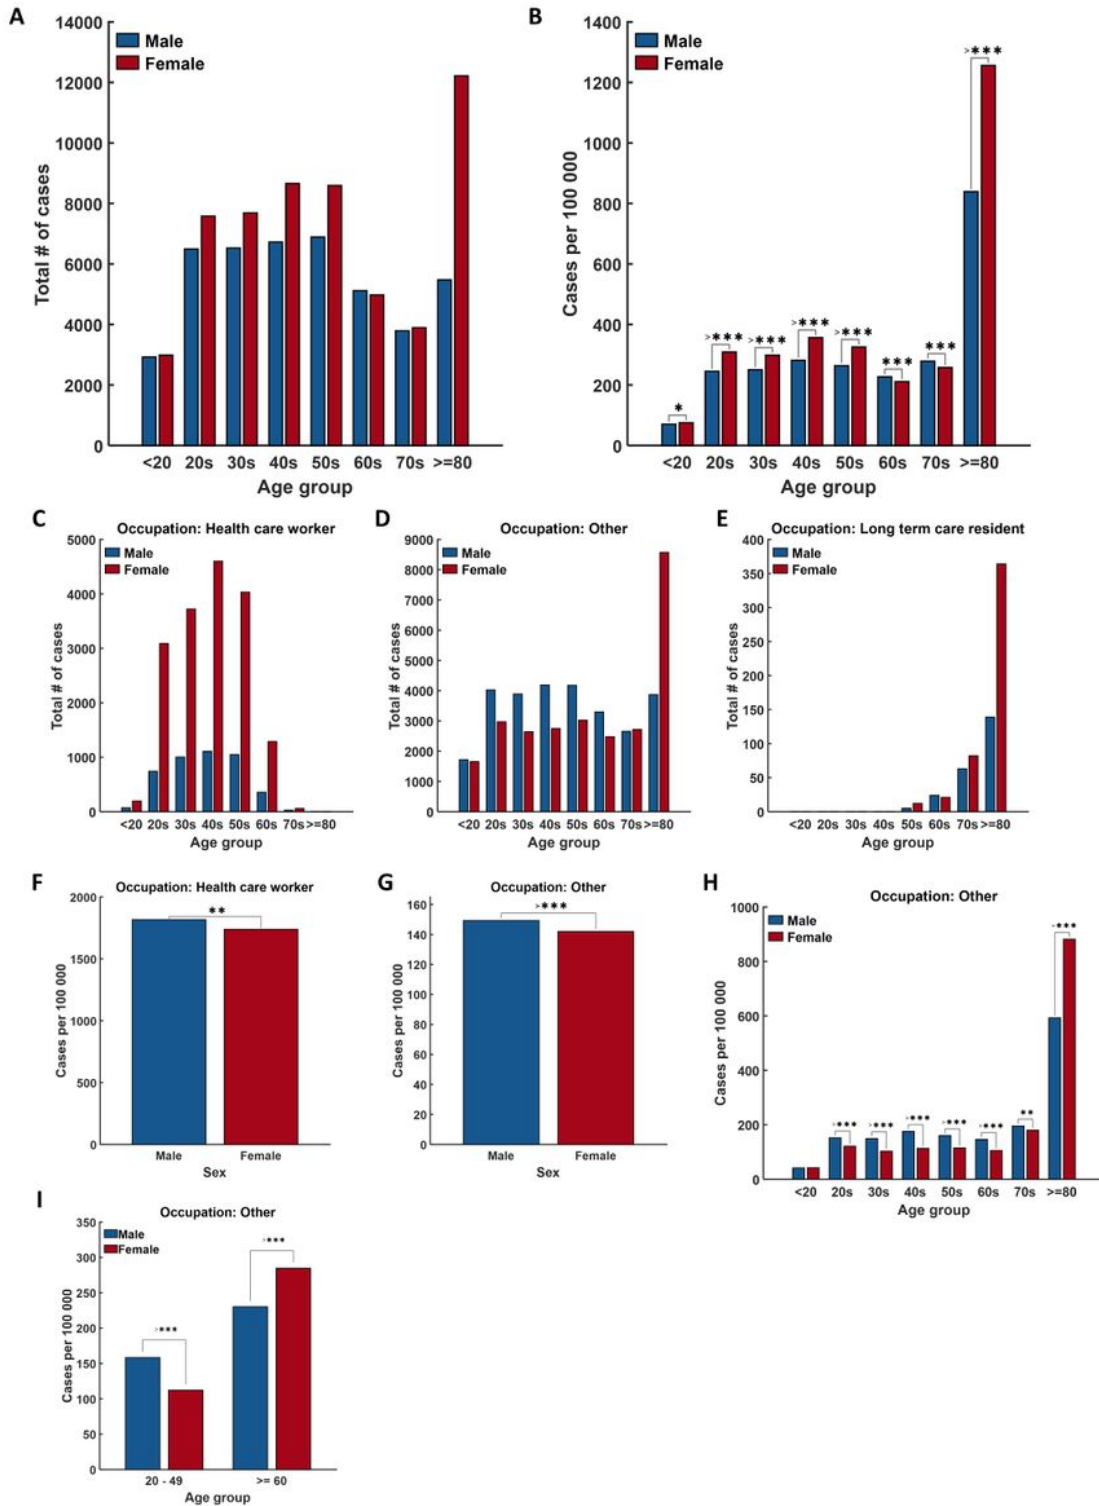 A
14000
12000
10000
8000
6000
4000
2000
0
Total # of cases
Male
Female
<20 20s 30s 40s 50s 60s 70s >=80
Age group
B
1400
1200
1000
800
600
400
200
0
Cases per 100 000
Male
Female
*
>***
>***
>***
>***
***
***
>***
<20 20s 30s 40s 50s 60s 70s >=80
Age group
C
Occupation: Health care worker
5000
4000
3000
2000
1000
0
Total # of cases
Male
Female
<20 20s 30s 40s 50s 60s 70s >=80
Age group
D
Occupation: Other
9000
8000
7000
6000
5000
4000
3000
2000
1000
0
Total # of cases
Male
Female
<20 20s 30s 40s 50s 60s 70s >=80
Age group
E
Occupation: Long term care resident
400
350
300
250
200
150
100
50
0
Total # of cases
Male
Female
<20 20s 30s 40s 50s 60s 70s >=80
Age group
F
Occupation: Health care worker
2000
1500
1000
500
0
Cases per 100 000
**
Male Female
Sex
G
Occupation: Other
160
140
120
100
80
60
40
20
0
Cases per 100 000
>***
Male Female
Sex
H
Occupation: Other
1000
800
600
400
200
0
Cases per 100 000
Male
Female
>***
>***
>***
>***
>***
**
>***
<20 20s 30s 40s 50s 60s 70s >=80
Age group
I
Occupation: Other
350
300
250
200
150
100
50
0
Cases per 100 000
Male
Female
>***
>***
20 - 49 >= 60
Age group